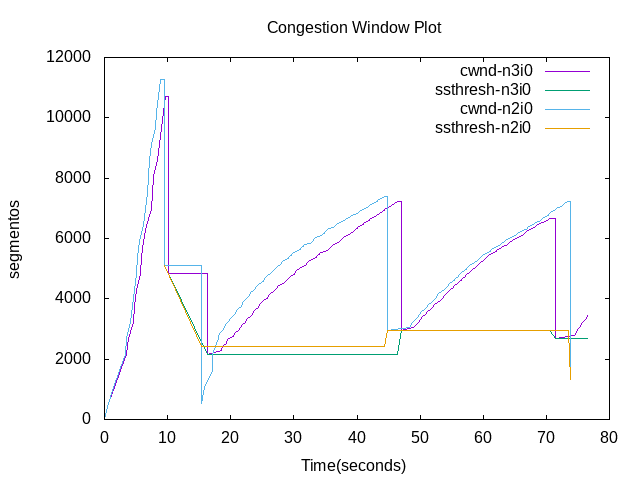 Congestion Window Plot
12000
10000
8000
6000
4000
2000
0
segmentos
cwnd-n3i0
ssthresh-n3i0
cwnd-n2i0
ssthresh-n2i0
0 10 20 30 40 50 60 70 80
Time(seconds)